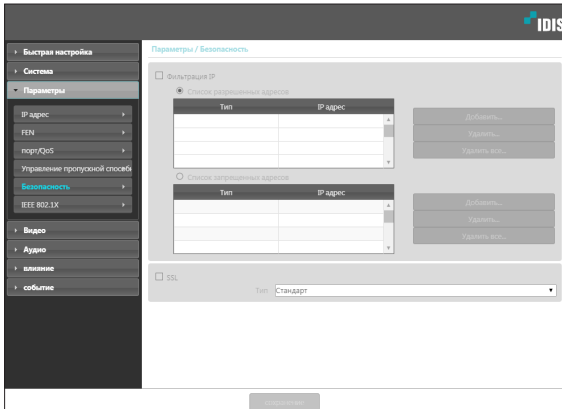 IDIS
Быстрая настройка
Система
Параметры
IP адрес
FEN
порт/QoS
Управление пропускной способн
Безопасность
IEEE 802.1X
Видео
Аудио
влияние
событие
Параметры / Безопасность
Фильтрация IP
Список разрешенных адресов
Тип IP адрес
Добавить...
Удалить...
Удалить все...
Список запрещенных адресов
Тип IP адрес
Добавить...
Удалить...
Удалить все...
SSL
Тип Стандарт